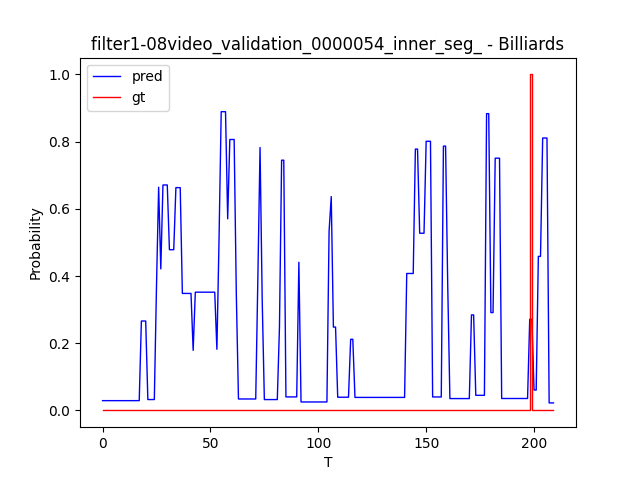 filter1-08video_validation_0000054_inner_seg_ - Billiards
pred
gt
1.0
0.8
0.6
0.4
0.2
0.0
Probability
0
50
100
150
200
T